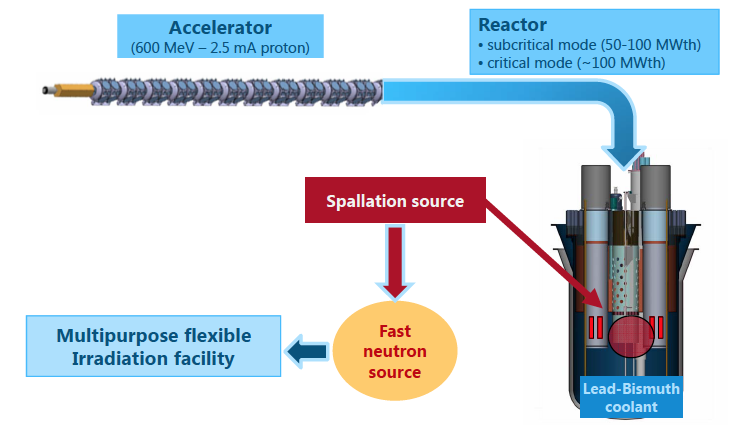 Accelerator
(600 MeV – 2.5 mA proton)
Reactor
• subcritical mode (50-100 MWth)
• critical mode (~100 MWth)
Spallation source
Fast
neutron
source
Multipurpose flexible
Irradiation facility
Lead-Bismuth
coolant